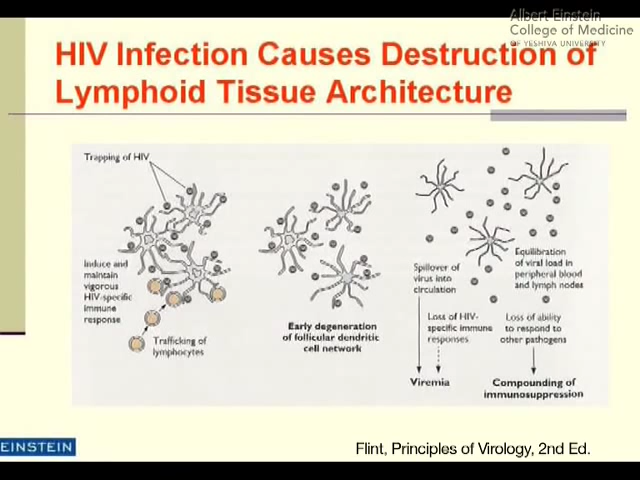 Albert Einstein
College of Medicine
OF YESHIVA UNIVERSITY
HIV Infection Causes Destruction of
Lymphoid Tissue Architecture
Trapping of HIV
Induce and
maintain
vigorous
HIV-specific
immune
response
Trafficking of
lymphocytes
Early degeneration
of follicular dendritic
cell network
Spillover of
virus into
circulation
Loss of HIV-
specific immune
responses
Viremia
Equilibration
of viral load in
peripheral blood
and lymph nodes
Loss of ability
to respond to
other pathogens
Compounding of
immunosuppression
EINSTEIN
Flint, Principles of Virology, 2nd Ed.